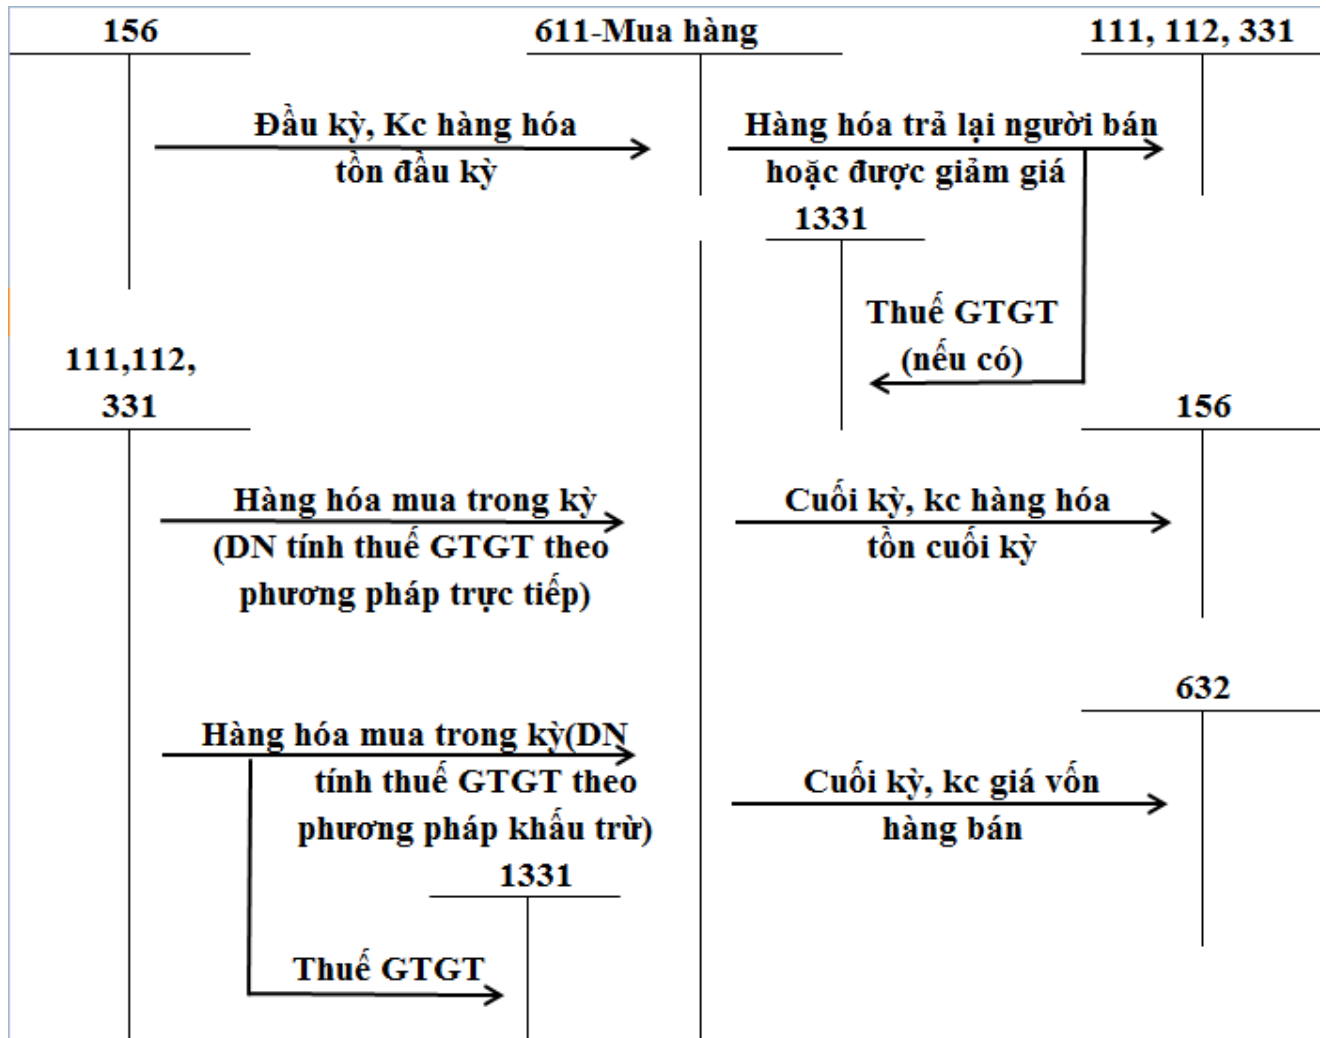 156
611-Mua hàng
111, 112, 331
Đầu kỳ, Kc hàng hóa
tồn đầu kỳ
Hàng hóa trả lại người bán
hoặc được giảm giá
1331
Thuế GTGT
(nếu có)
111,112,
331
156
Hàng hóa mua trong kỳ
(DN tính thuế GTGT theo
phương pháp trực tiếp)
Cuối kỳ, kc hàng hóa
tồn cuối kỳ
632
Hàng hóa mua trong kỳ(DN
tính thuế GTGT theo
phương pháp khấu trừ)
Cuối kỳ, kc giá vốn
hàng bán
1331
Thuế GTGT